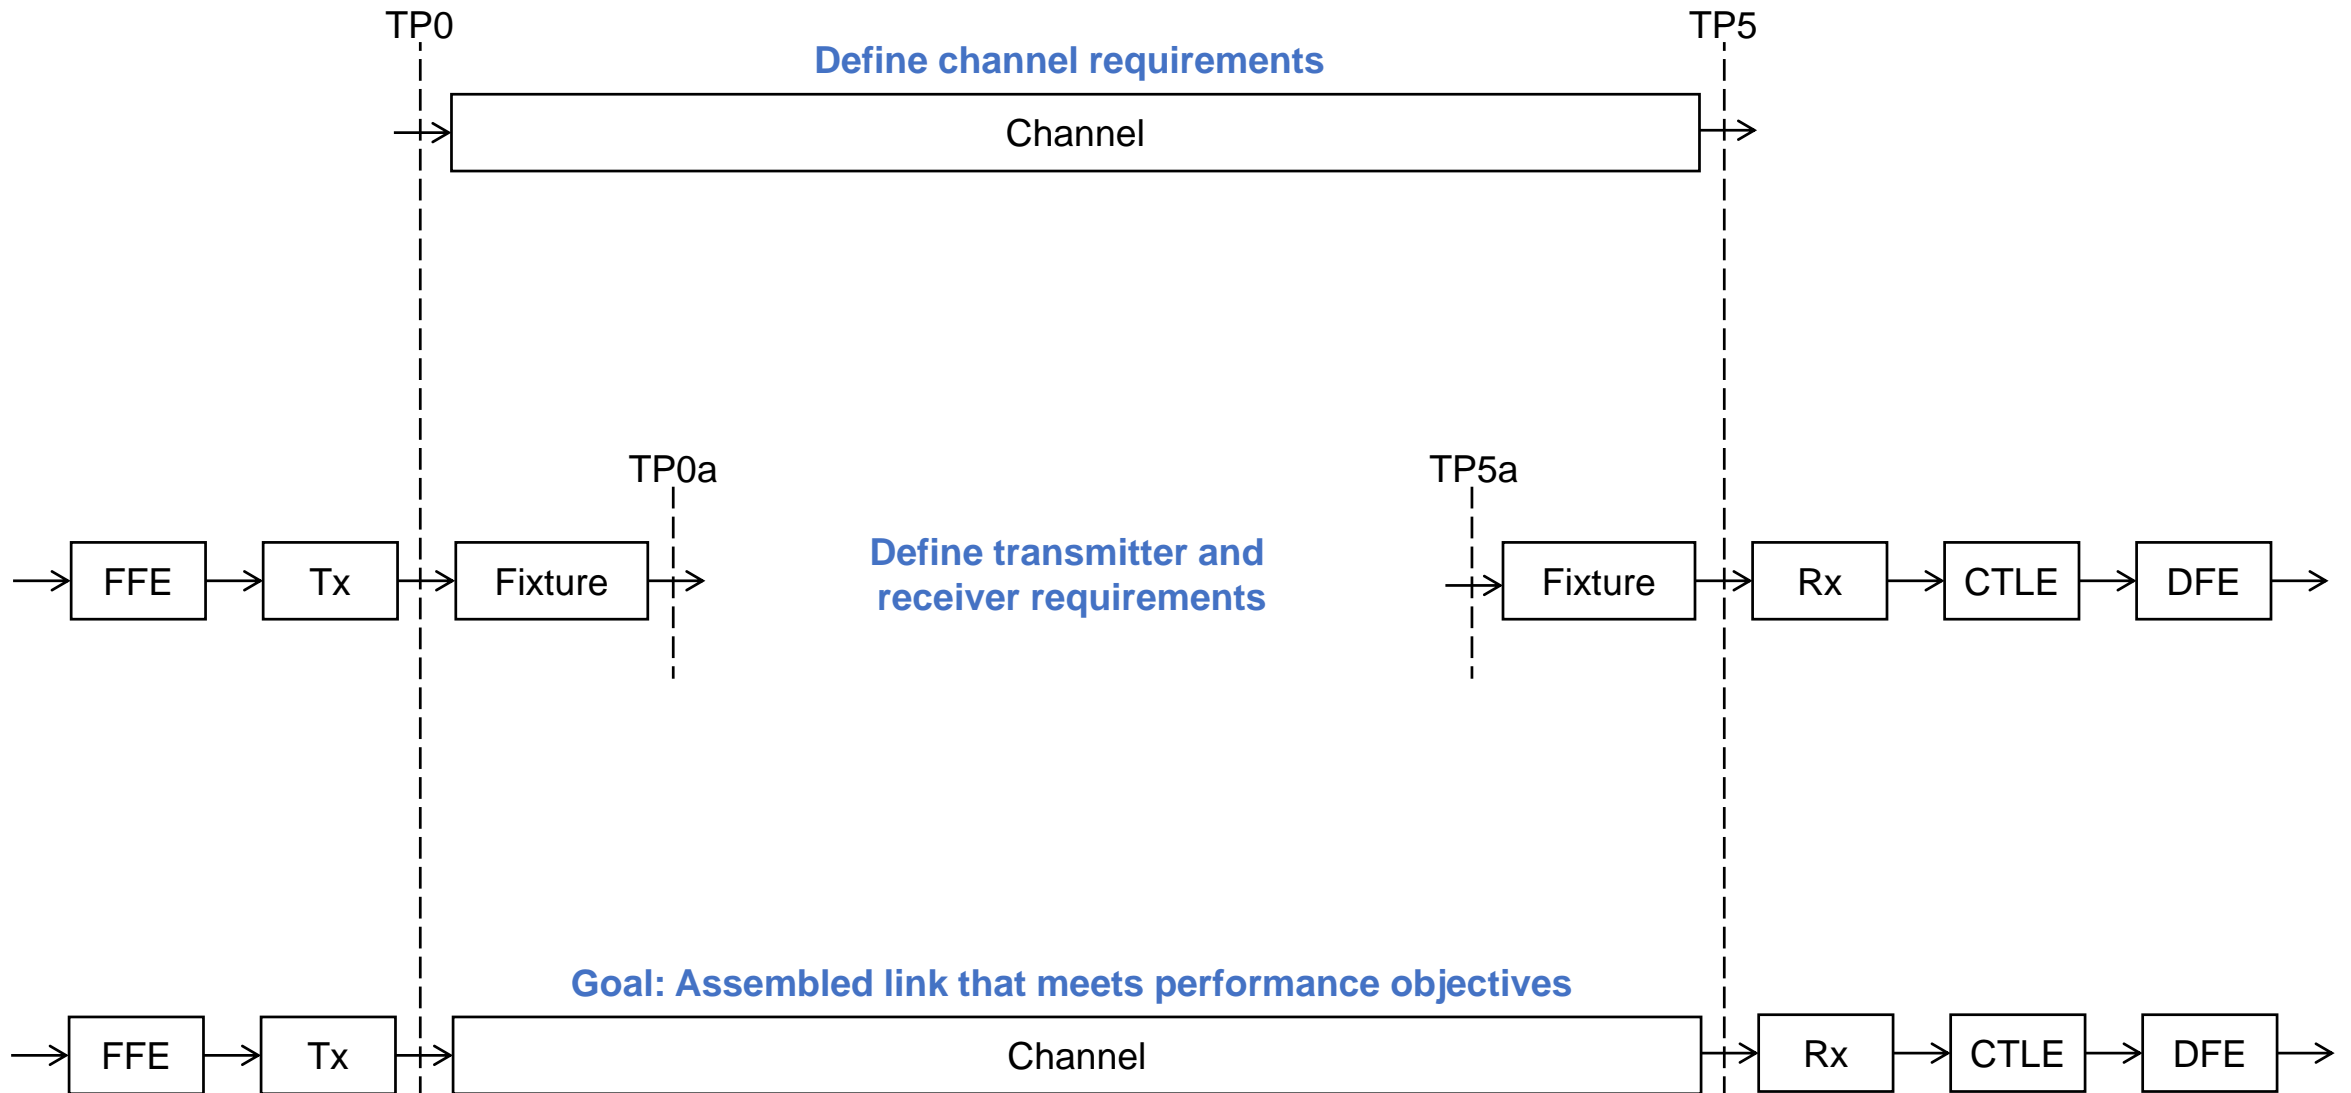 TP0
TP5
Define channel requirements
Channel
TP0a
TP5a
FFE
Tx
Fixture
Define transmitter and
receiver requirements
Fixture
Rx
CTLE
DFE
Goal: Assembled link that meets performance objectives
FFE
Tx
Channel
Rx
CTLE
DFE